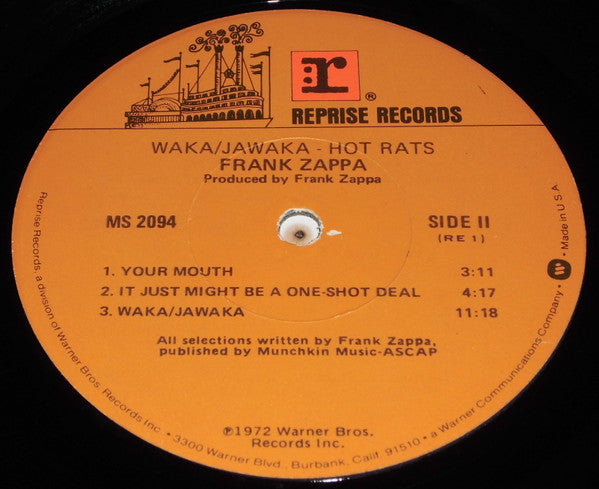 r
®
REPRISE RECORDS
WAKA/JAWAKA - HOT RATS
FRANK ZAPPA
Produced by Frank Zappa
MS 2094
SIDE II
(RE 1)
1. YOUR MOUTH 3:11
2. IT JUST MIGHT BE A ONE-SHOT DEAL 4:17
3. WAKA/JAWAKA 11:18
All selections written by Frank Zappa,
published by Munchkin Music-ASCAP
℗1972 Warner Bros.
Records Inc.
Reprise Records, a division of Warner Bros. Records Inc. • 3300 Warner Blvd., Burbank, Calif. 91510 • a Warner Communications Company • W • Made in U.S.A.